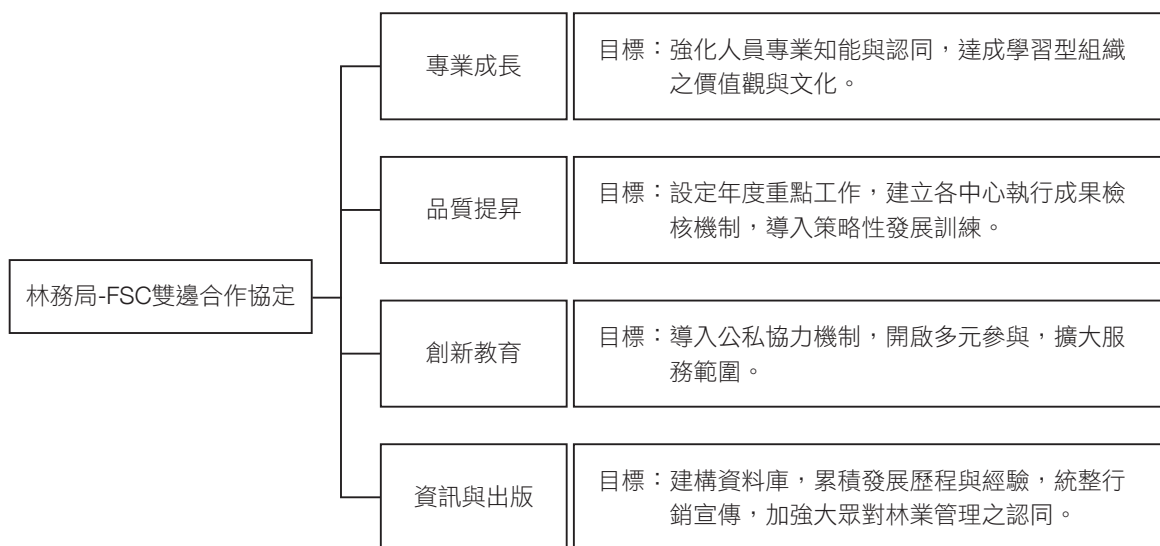 專業成長
目標：強化人員專業知能與認同，達成學習型組織
之價值觀與文化。
品質提昇
目標：設定年度重點工作，建立各中心執行成果檢
核機制，導入策略性發展訓練。
林務局-FSC雙邊合作協定
創新教育
目標：導入公私協力機制，開啟多元參與，擴大服
務範圍。
資訊與出版
目標：建構資料庫，累積發展歷程與經驗，統整行
銷宣傳，加強大眾對林業管理之認同。